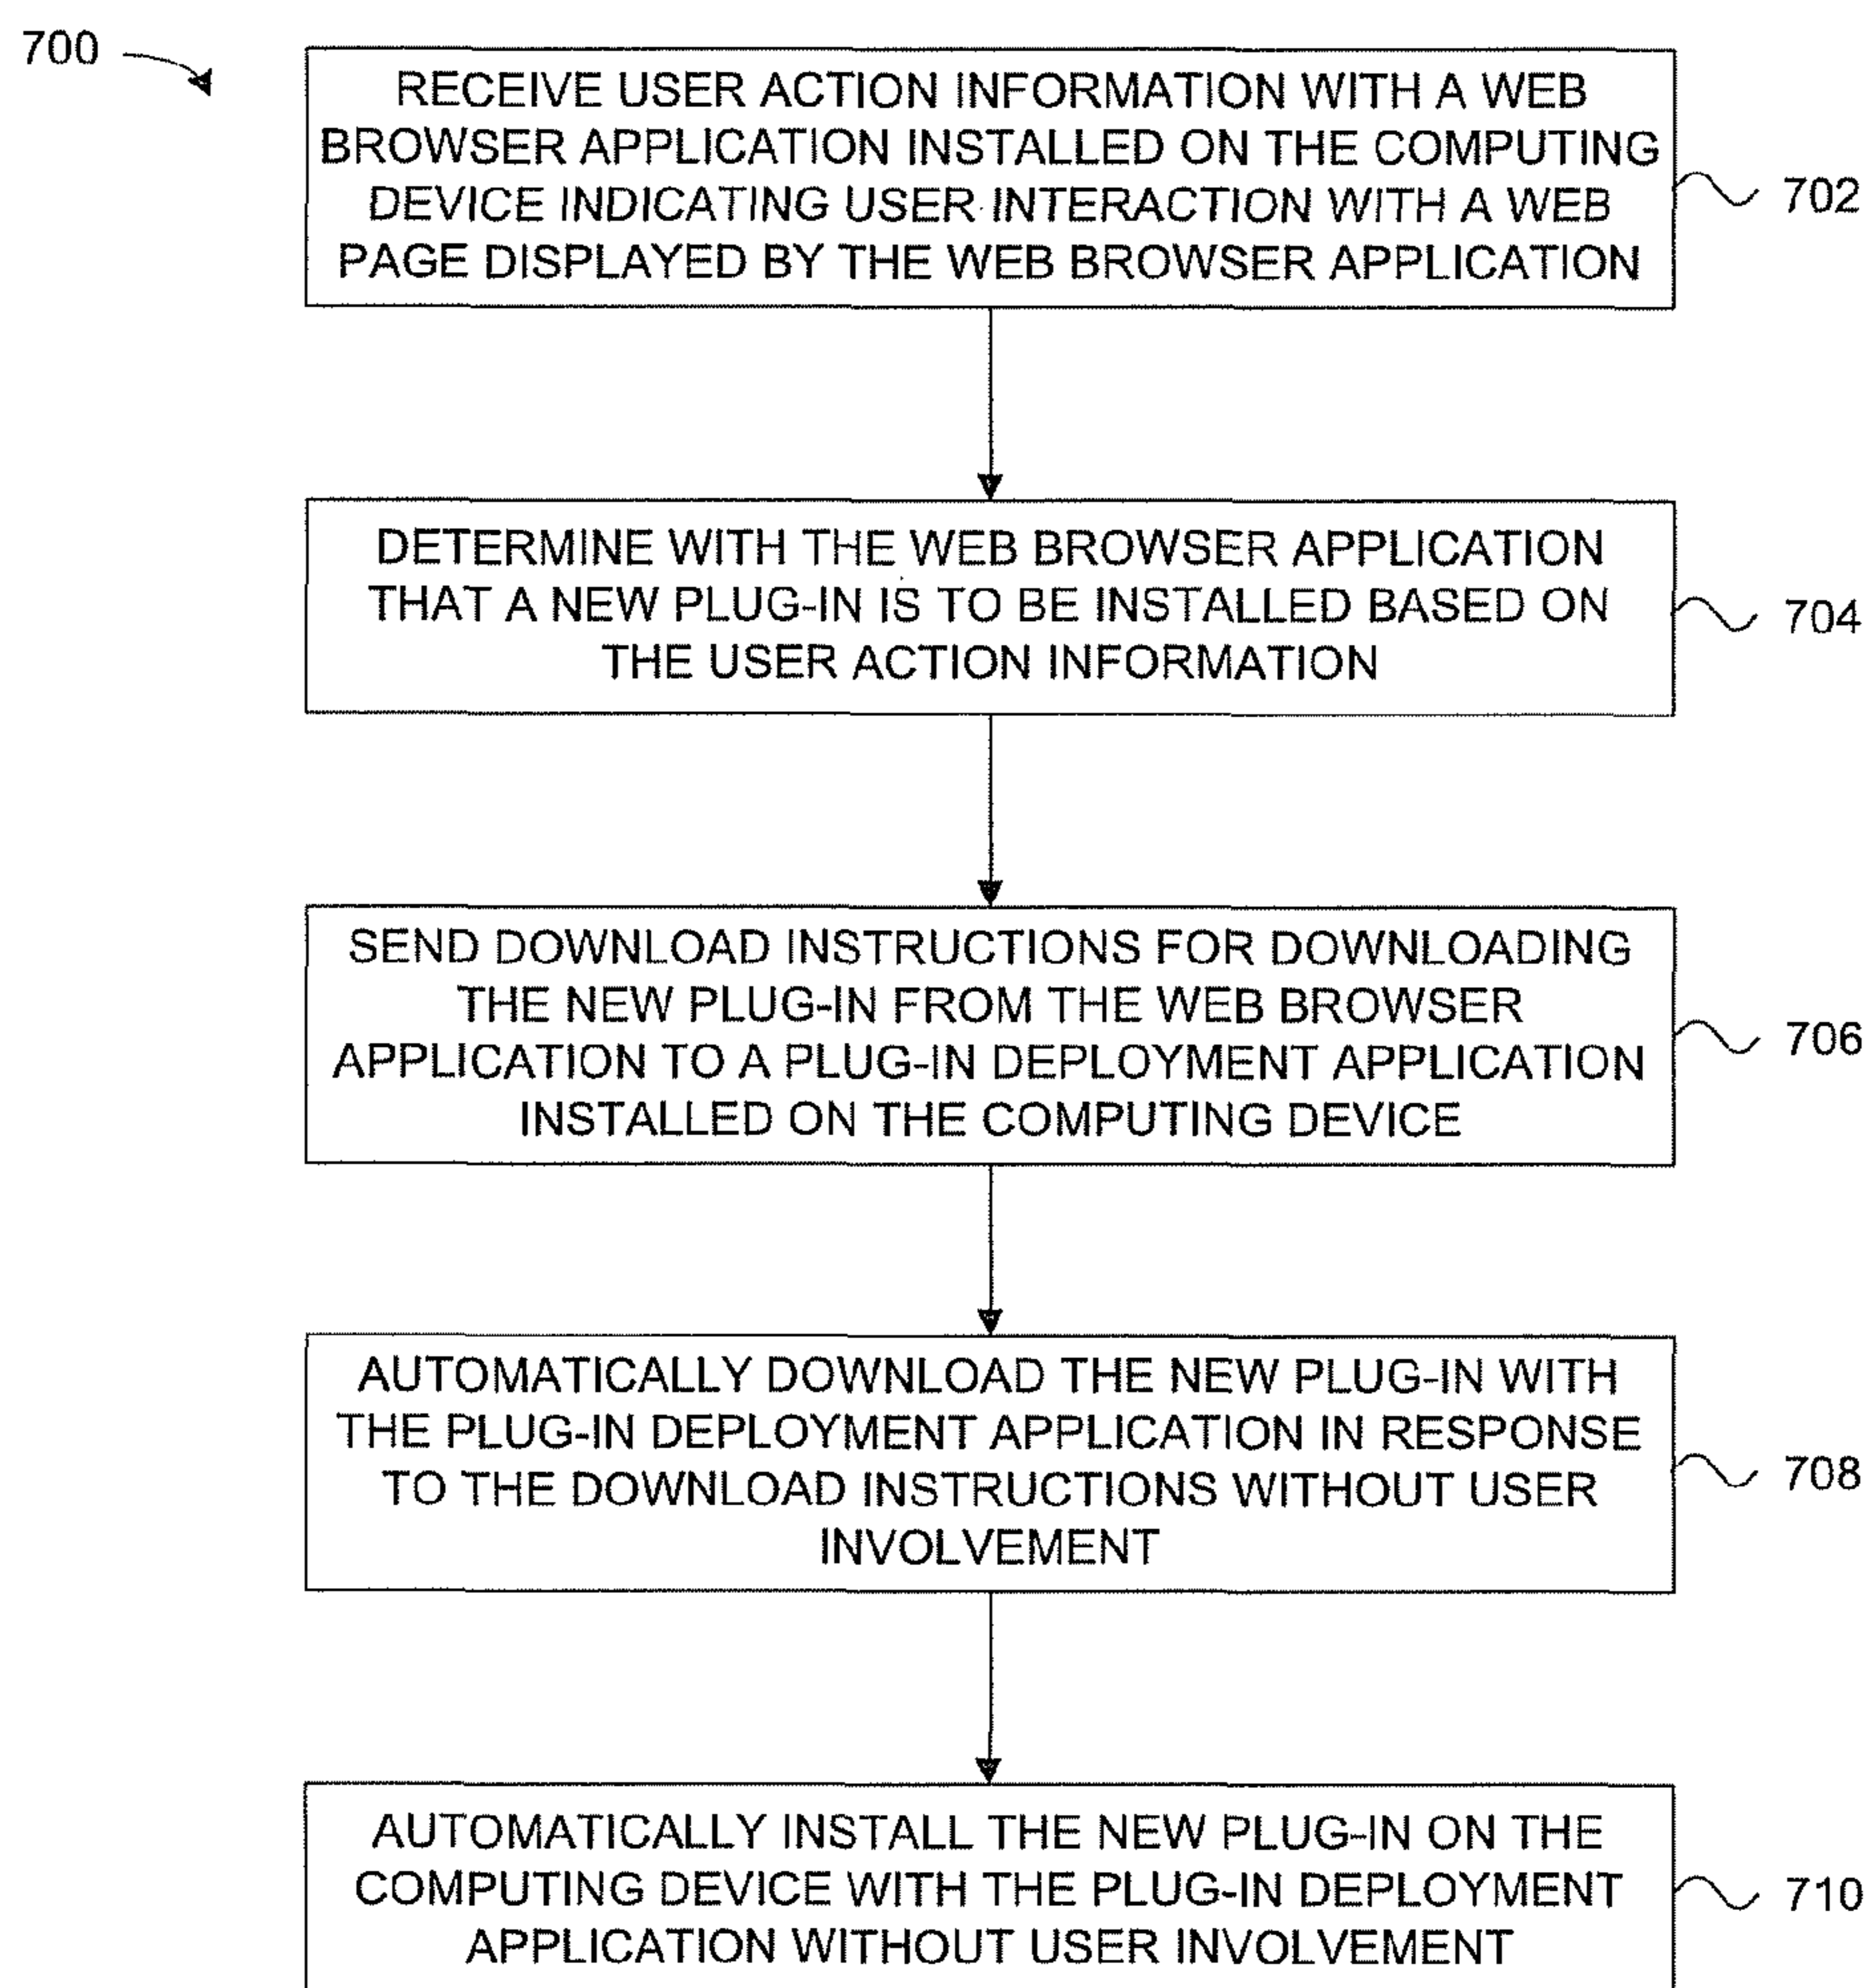 700
RECEIVE USER ACTION INFORMATION WITH A WEB
BROWSER APPLICATION INSTALLED ON THE COMPUTING
DEVICE INDICATING USER INTERACTION WITH A WEB
PAGE DISPLAYED BY THE WEB BROWSER APPLICATION
702
DETERMINE WITH THE WEB BROWSER APPLICATION
THAT A NEW PLUG-IN IS TO BE INSTALLED BASED ON
THE USER ACTION INFORMATION
704
SEND DOWNLOAD INSTRUCTIONS FOR DOWNLOADING
THE NEW PLUG-IN FROM THE WEB BROWSER
APPLICATION TO A PLUG-IN DEPLOYMENT APPLICATION
INSTALLED ON THE COMPUTING DEVICE
706
AUTOMATICALLY DOWNLOAD THE NEW PLUG-IN WITH
THE PLUG-IN DEPLOYMENT APPLICATION IN RESPONSE
TO THE DOWNLOAD INSTRUCTIONS WITHOUT USER
INVOLVEMENT
708
AUTOMATICALLY INSTALL THE NEW PLUG-IN ON THE
COMPUTING DEVICE WITH THE PLUG-IN DEPLOYMENT
APPLICATION WITHOUT USER INVOLVEMENT
710